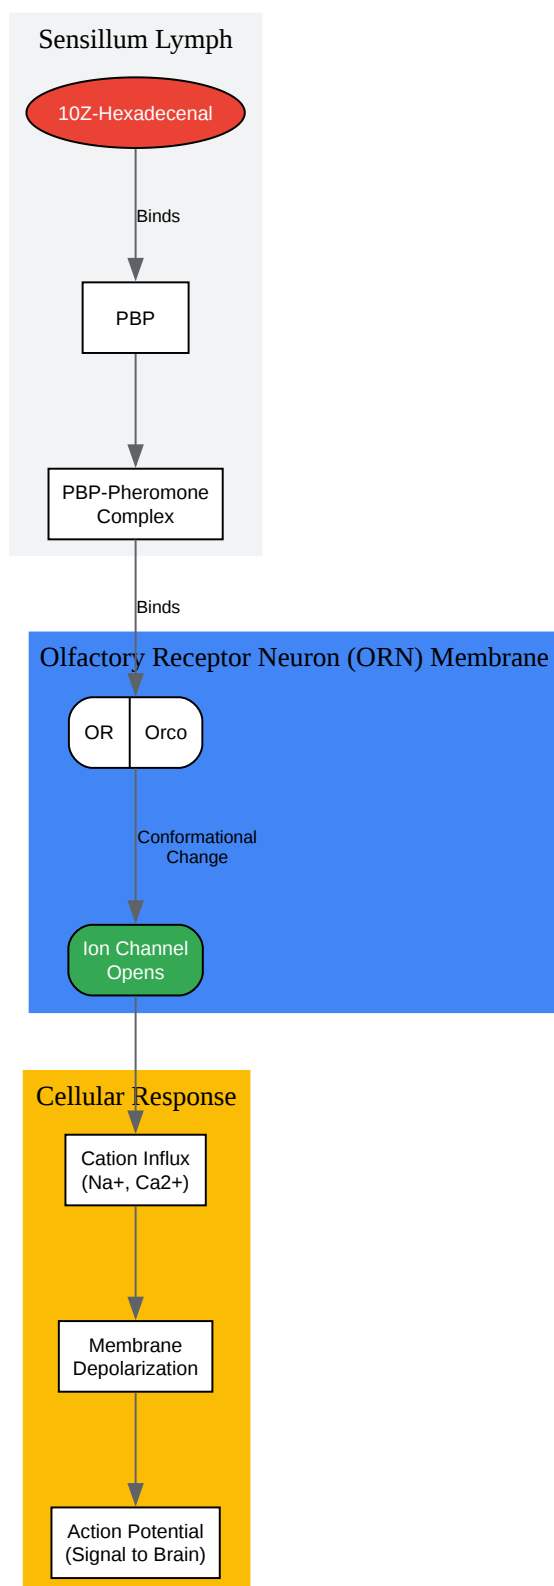 Sensillum Lymph
10Z-Hexadecenal
Binds
PBP
PBP-Pheromone
Complex
Binds
Olfactory Receptor Neuron (ORN) Membrane
OR
Orco
Conformational
Change
Ion Channel
Opens
Cellular Response
Cation Influx
(Na+, Ca2+)
Membrane
Depolarization
Action Potential
(Signal to Brain)